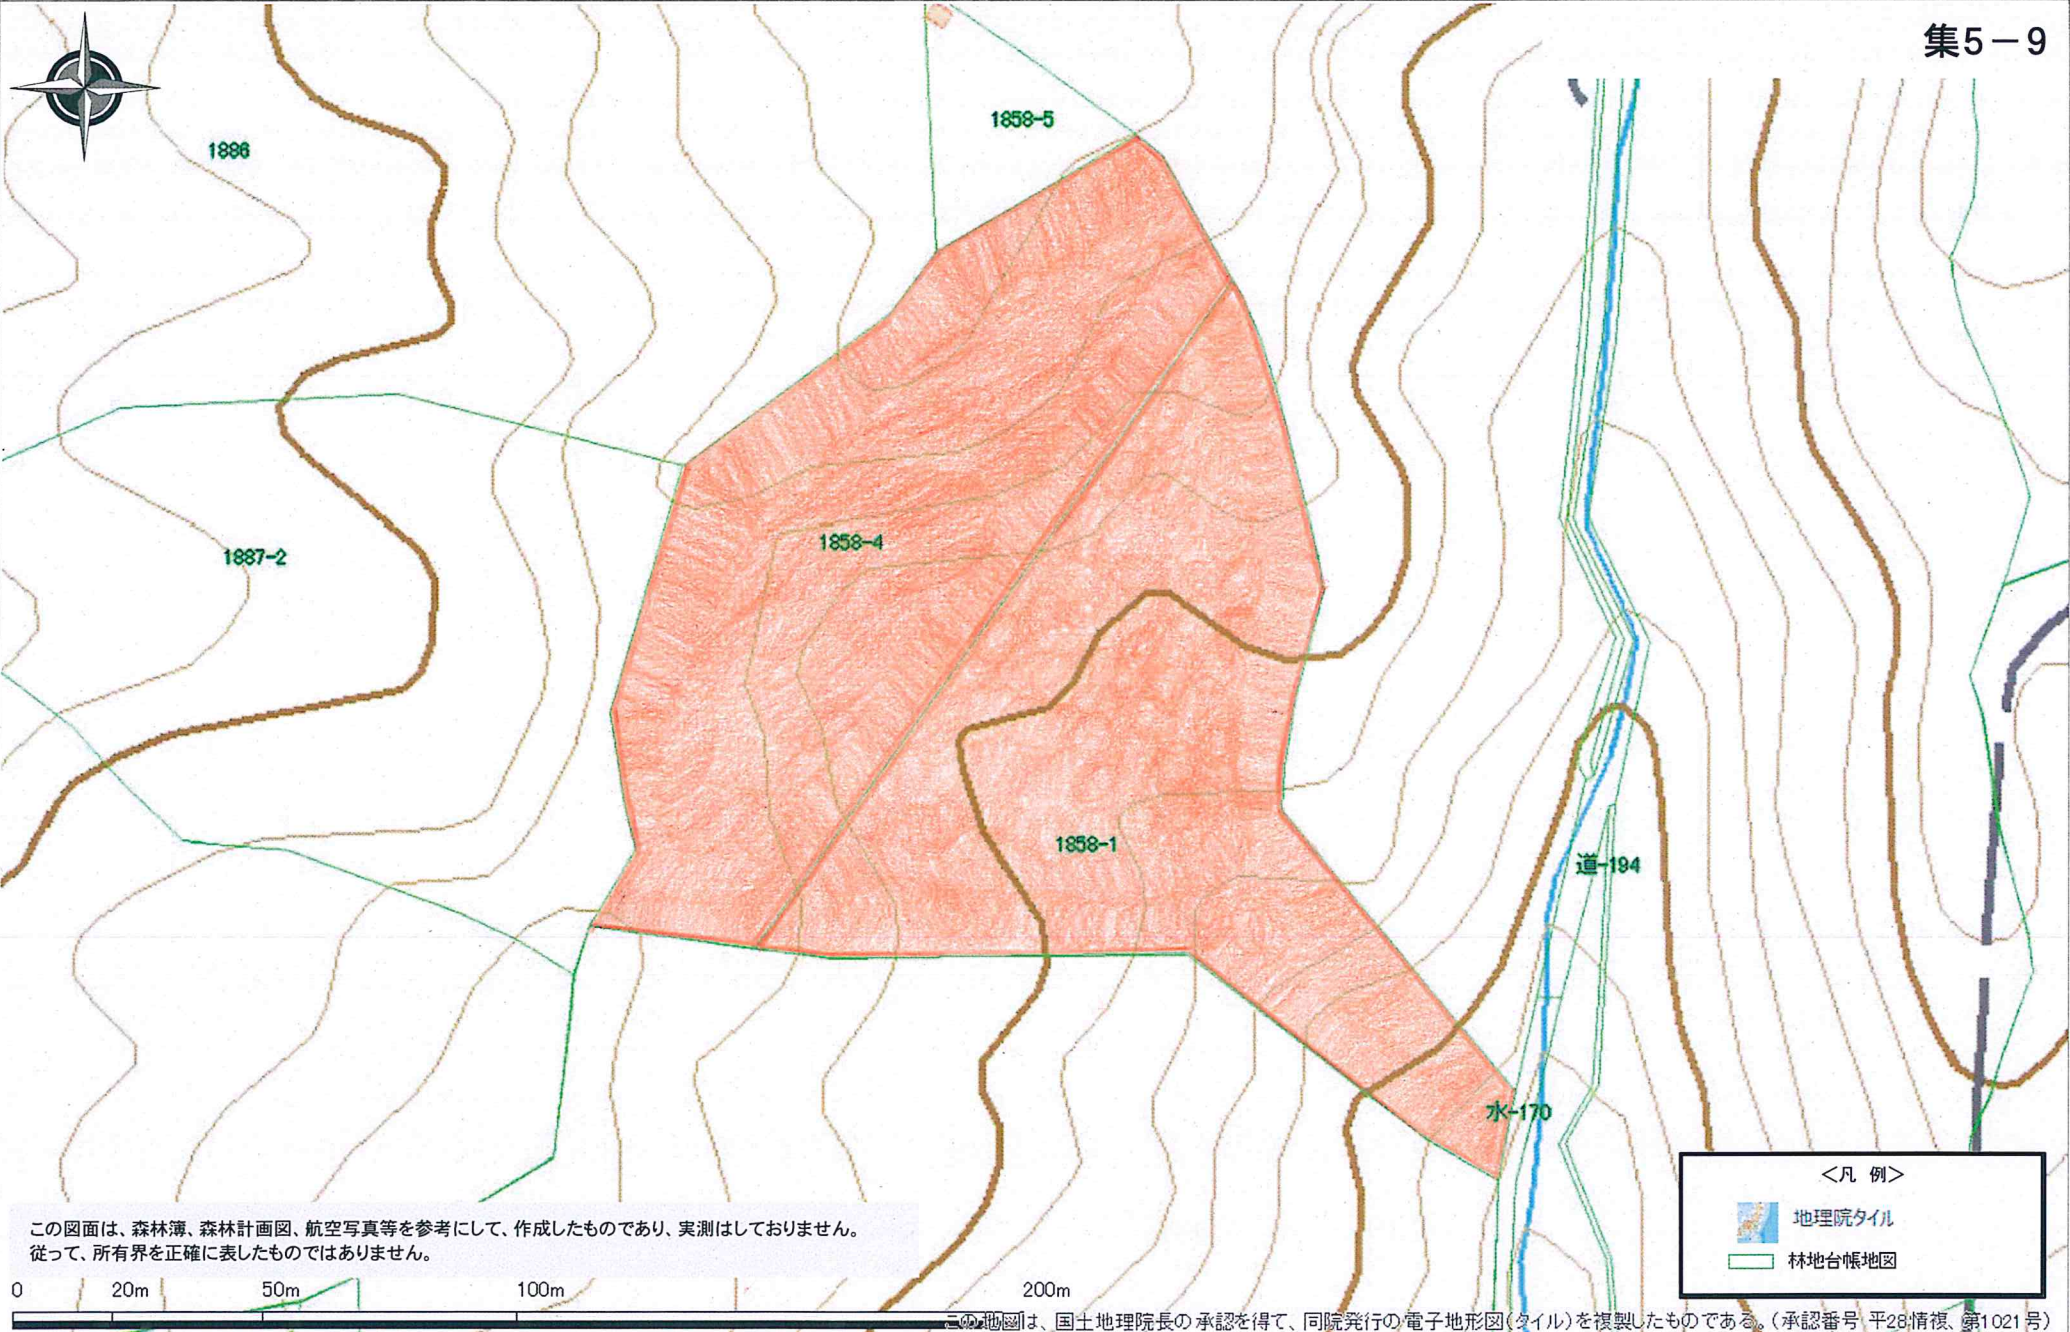 集5－9
1858-5
1886
1858-4
1887-2
1858-1
道-194
水-170
＜凡 例＞
地理院タイル
林地台帳地図
この図面は、森林簿、森林計画図、航空写真等を参考にして、作成したものであり、実測はしておりません。
従って、所有界を正確に表したものではありません。
0 20m 50m 100m 200m
この地図は、国土地理院長の承認を得て、同院発行の電子地形図(タイル)を複製したものである。(承認番号 平28情複、第1021号)